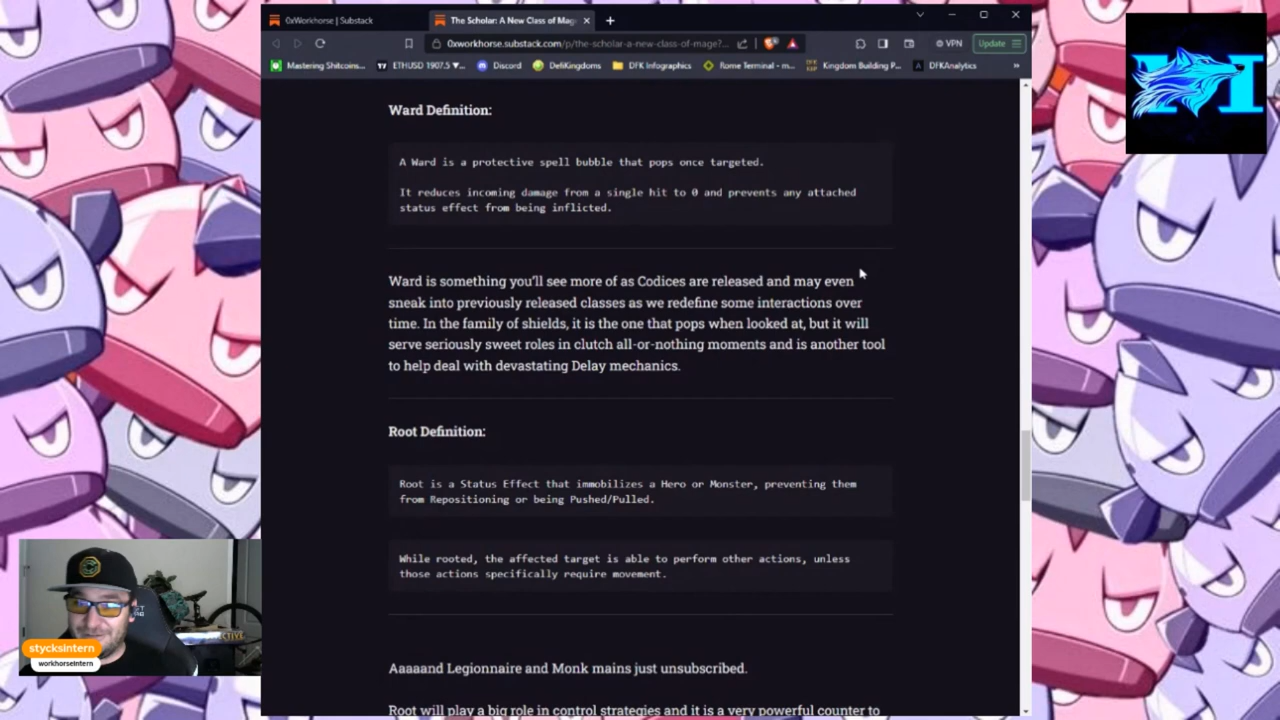 0xWorkhorse | Substack
The Scholar: A New Class of Mag
0xworkhorse.substack.com/p/the-scholar-a-new-class-of-mage?...
VPN
Update
Mastering Shitcoins...
ETHUSD 1907.5 ▼...
Discord
DefiKingdoms
DFK Infographics
Rome Terminal - m...
Kingdom Building P...
DFKAnalytics
»
Ward Definition:
A Ward is a protective spell bubble that pops once targeted.
It reduces incoming damage from a single hit to 0 and prevents any attached
status effect from being inflicted.
Ward is something you'll see more of as Codices are released and may even
sneak into previously released classes as we redefine some interactions over
time. In the family of shields, it is the one that pops when looked at, but it will
serve seriously sweet roles in clutch all-or-nothing moments and is another tool
to help deal with devastating Delay mechanics.
Root Definition:
Root is a Status Effect that immobilizes a Hero or Monster, preventing them
from Repositioning or being Pushed/Pulled.
While rooted, the affected target is able to perform other actions, unless
those actions specifically require movement.
Aaaaand Legionnaire and Monk mains just unsubscribed.
Root will play a big role in control strategies and it is a very powerful counter to
stycksintern
workhorseintern